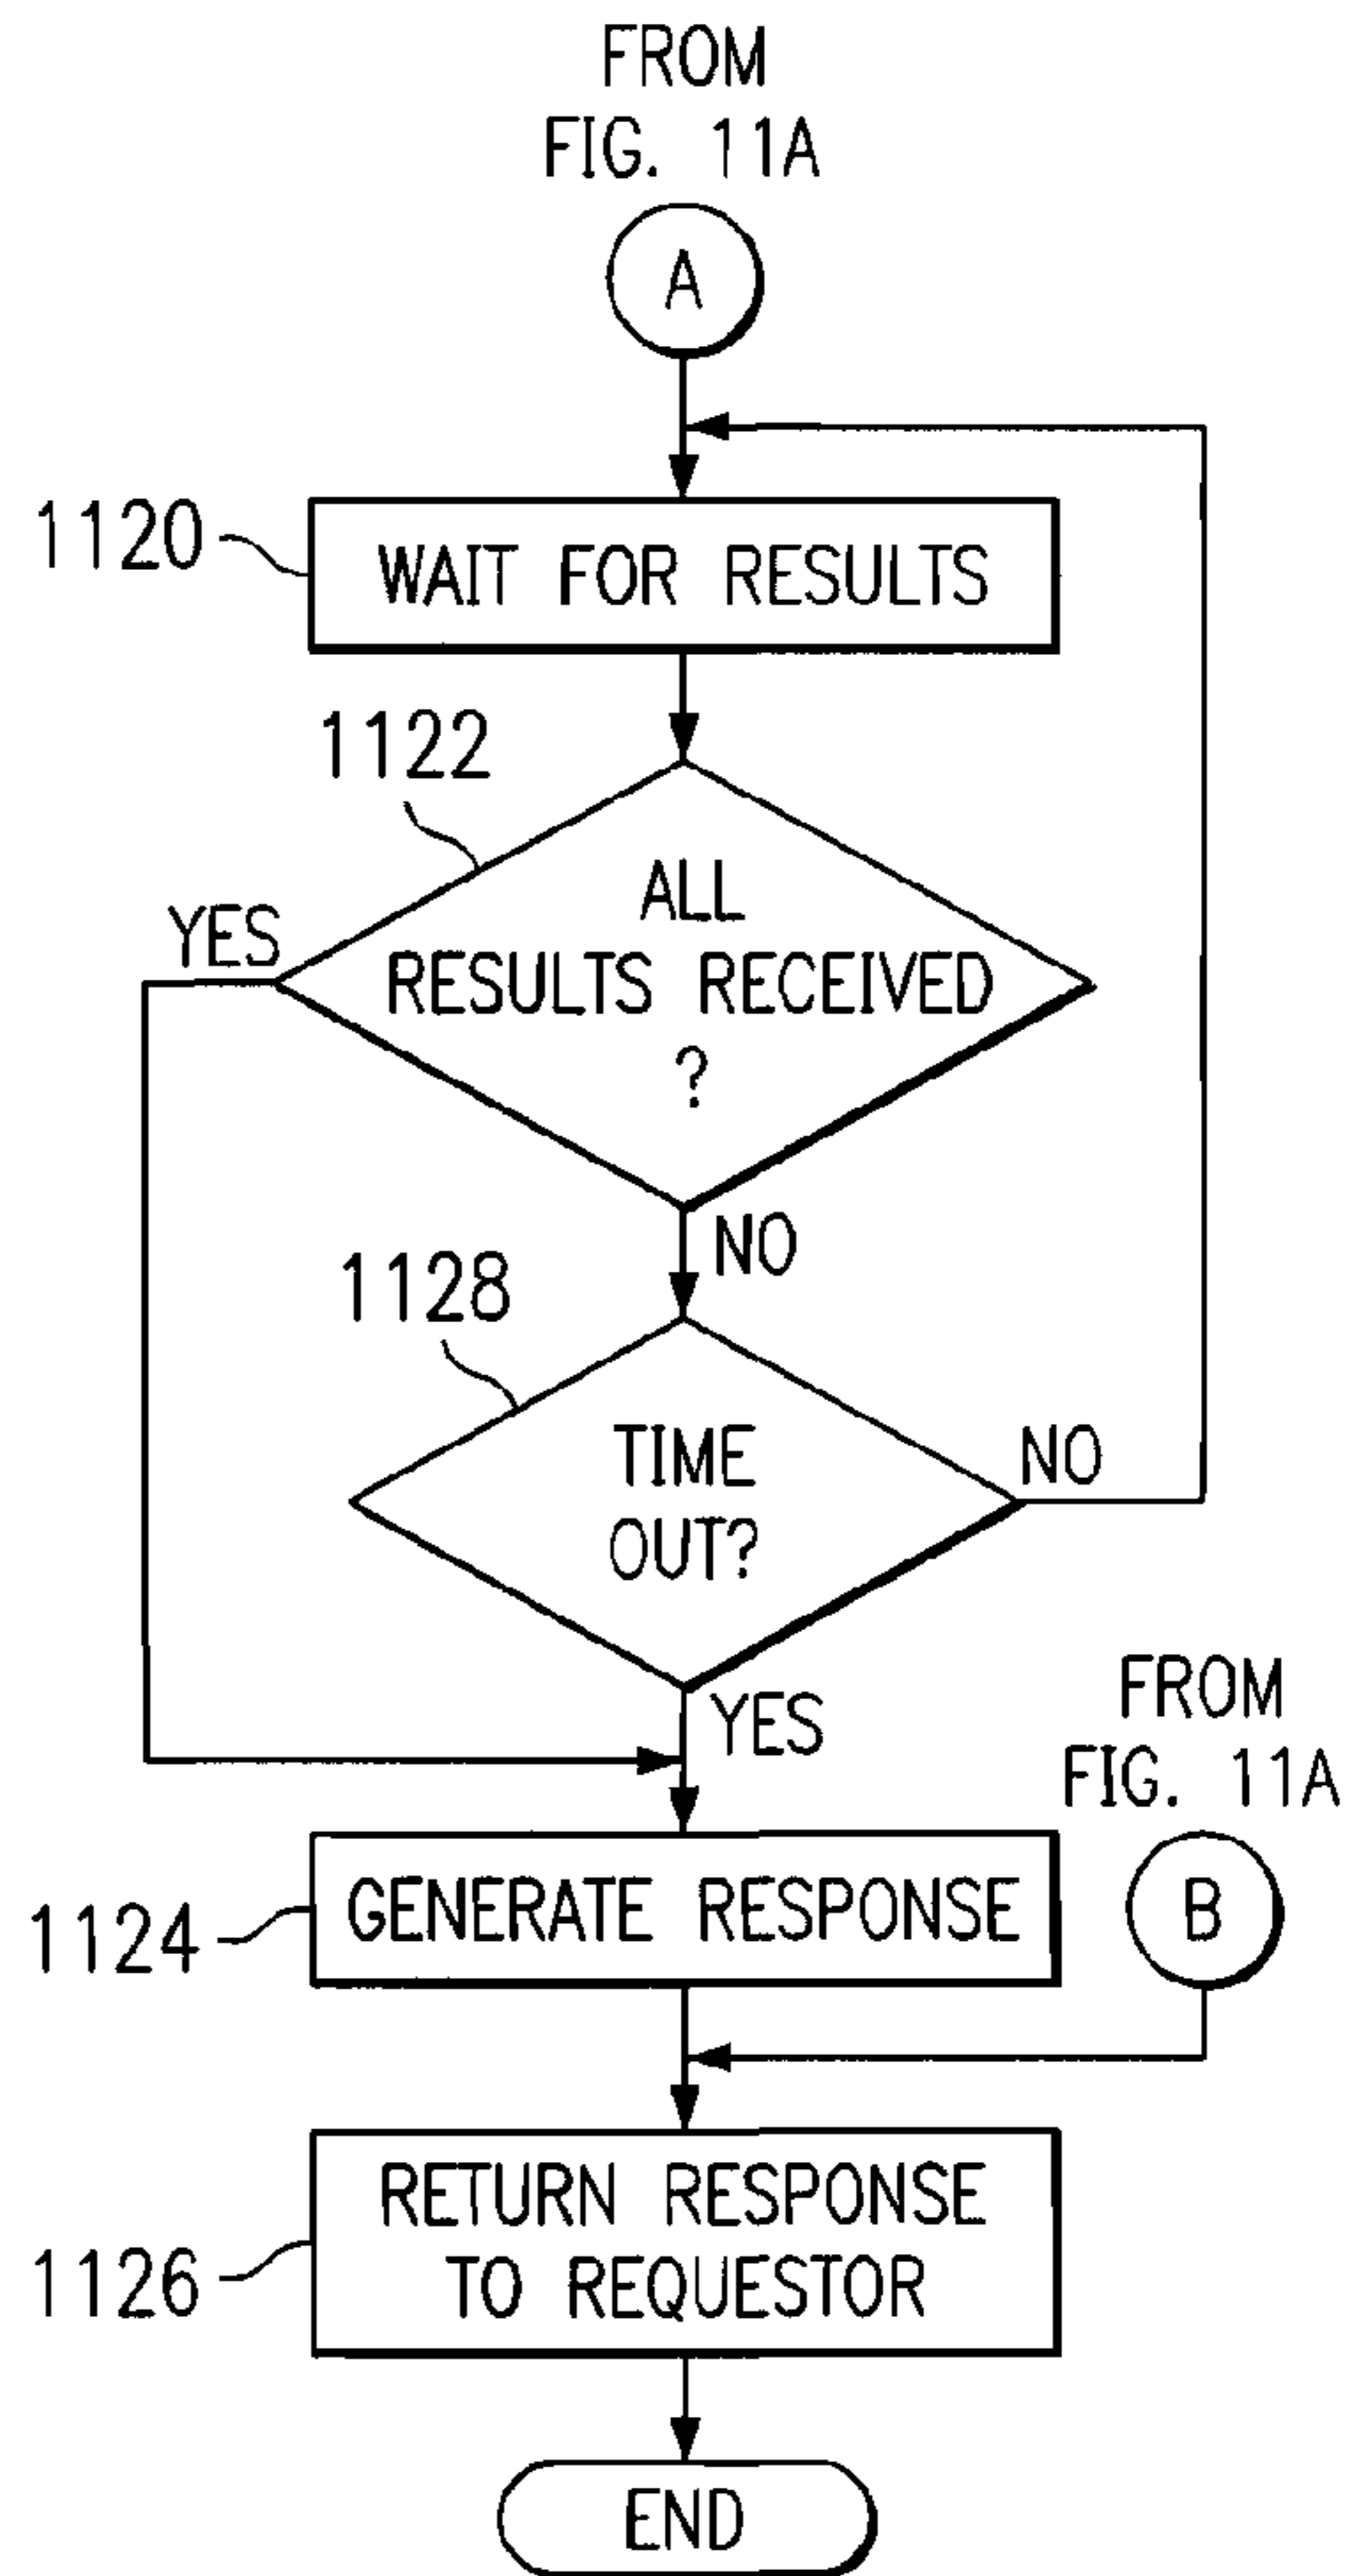 FROM
FIG. 11A
A
1120
WAIT FOR RESULTS
1122
ALL
YES
RESULTS RECEIVED
?
NO
1128
TIME
NO
OUT?
YES
FROM
FIG. 11A
1124
GENERATE RESPONSE
B
RETURN RESPONSE
1126
TO REQUESTOR
END